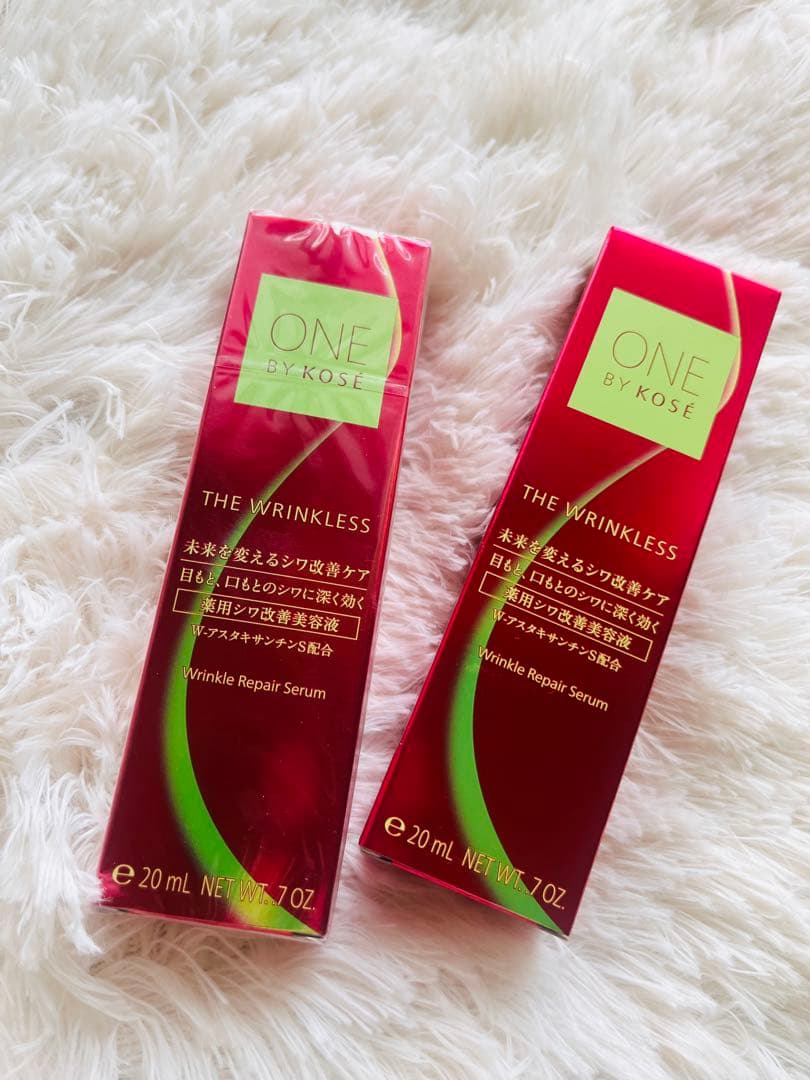 ONE
BY KOSÉ
THE WRINKLESS
未来を変えるシワ改善ケア
目もと、口もとのシワに深く効く
薬用シワ改善美容液
W-アスタキサンチンS配合
Wrinkle Repair Serum
e 20 mL NET WT. .7 OZ.
ONE
BY KOSÉ
THE WRINKLESS
未来を変えるシワ改善ケア
目もと、口もとのシワに深く効く
薬用シワ改善美容液
W-アスタキサンチンS配合
Wrinkle Repair Serum
e 20 mL NET WT. .7 OZ.